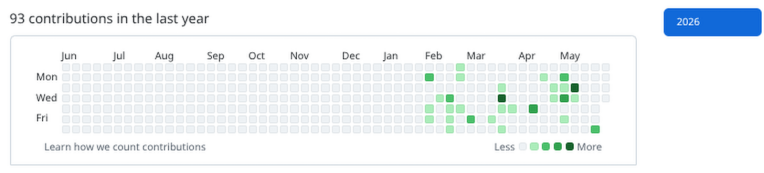 93 contributions in the last year
2026
Jun Jul Aug Sep Oct Nov Dec Jan Feb Mar Apr May
Mon
Wed
Fri
Learn how we count contributions
Less More